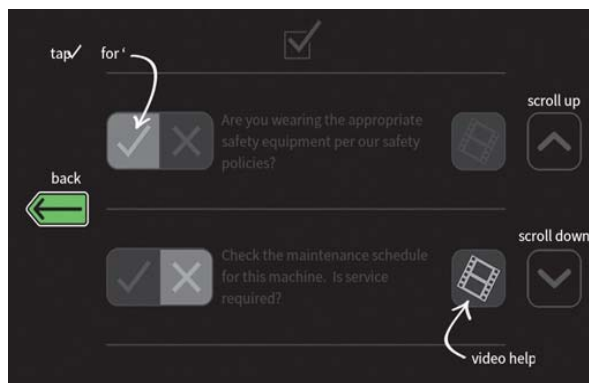 tap✓ for ‘
scroll up
Are you wearing the appropriate
safety equipment per our safety
policies?
back
scroll down
Check the maintenance schedule
for this machine. Is service
required?
video help